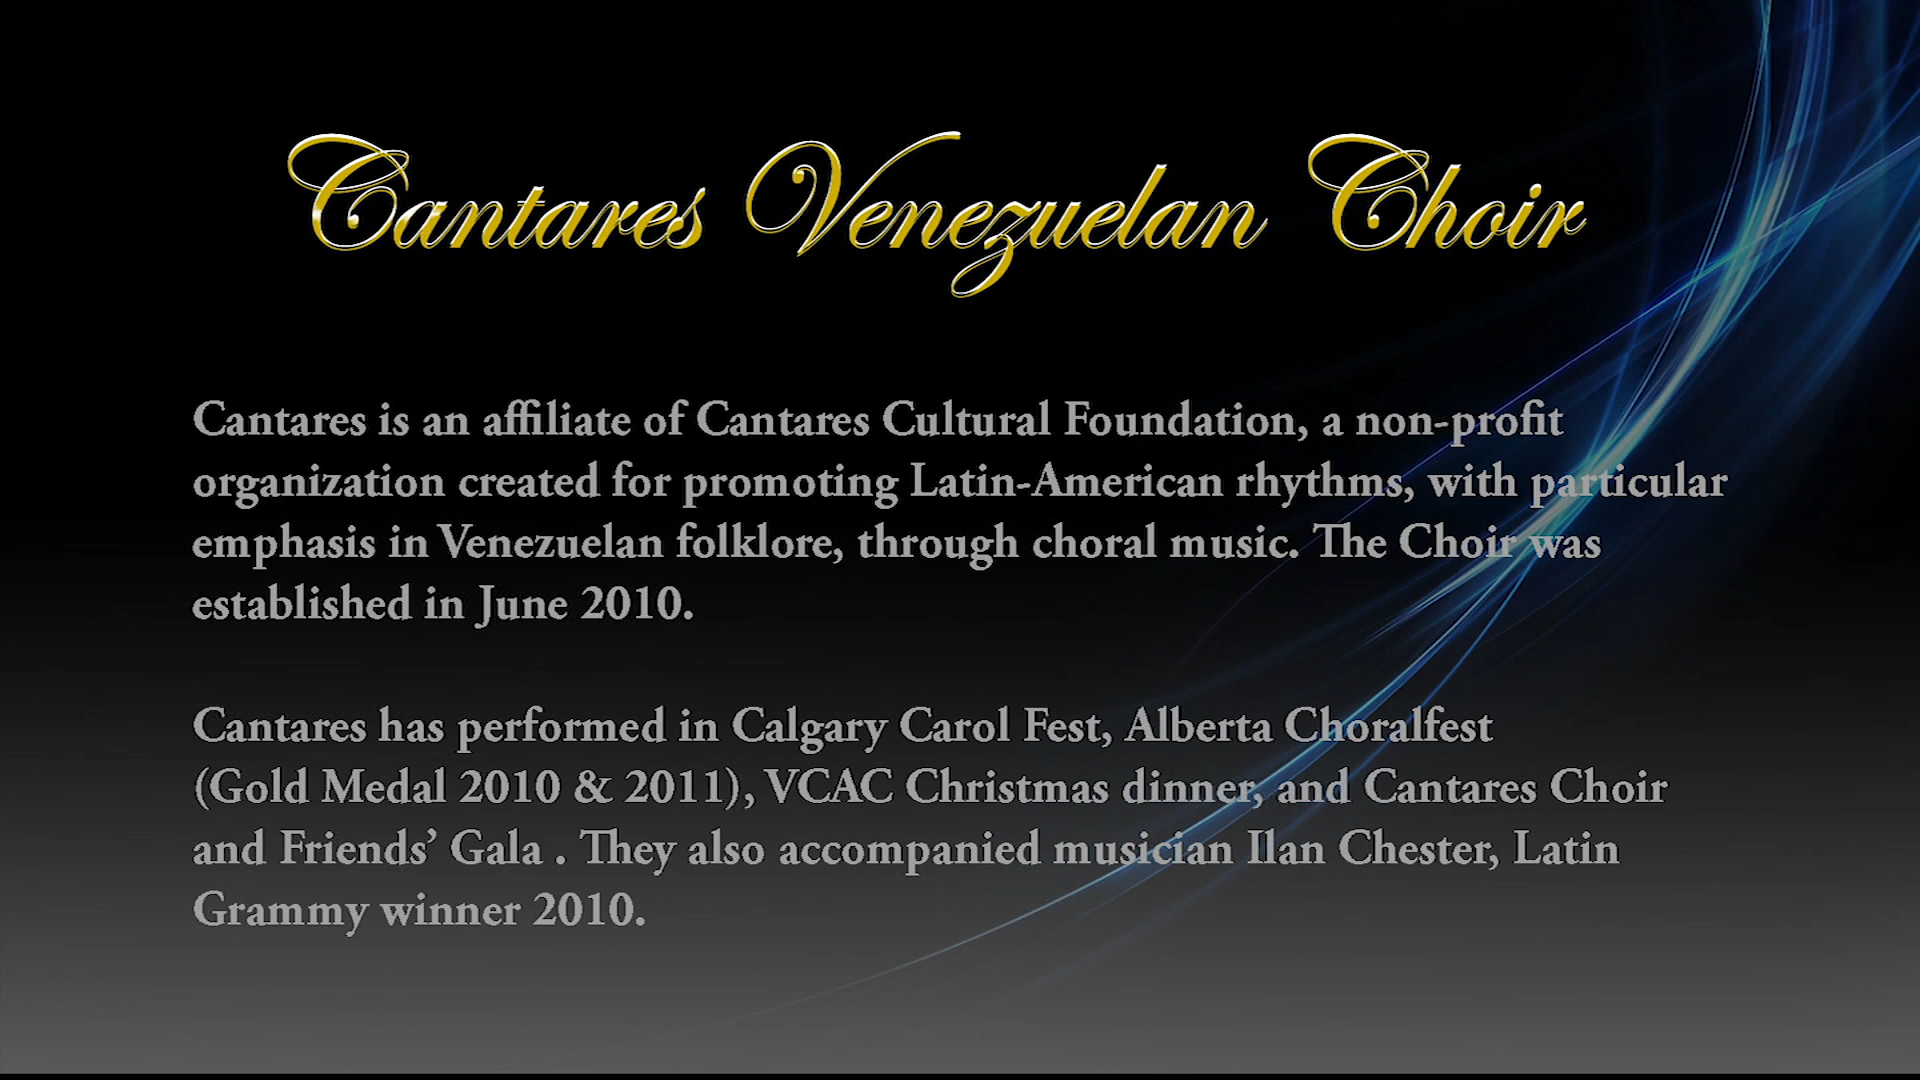 Cantares Venezuelan Choir
Cantares is an affiliate of Cantares Cultural Foundation, a non-profit
organization created for promoting Latin-American rhythms, with particular
emphasis in Venezuelan folklore, through choral music. The Choir was
established in June 2010.
Cantares has performed in Calgary Carol Fest, Alberta Choralfest
(Gold Medal 2010 & 2011), VCAC Christmas dinner, and Cantares Choir
and Friends’ Gala . They also accompanied musician Ilan Chester, Latin
Grammy winner 2010.